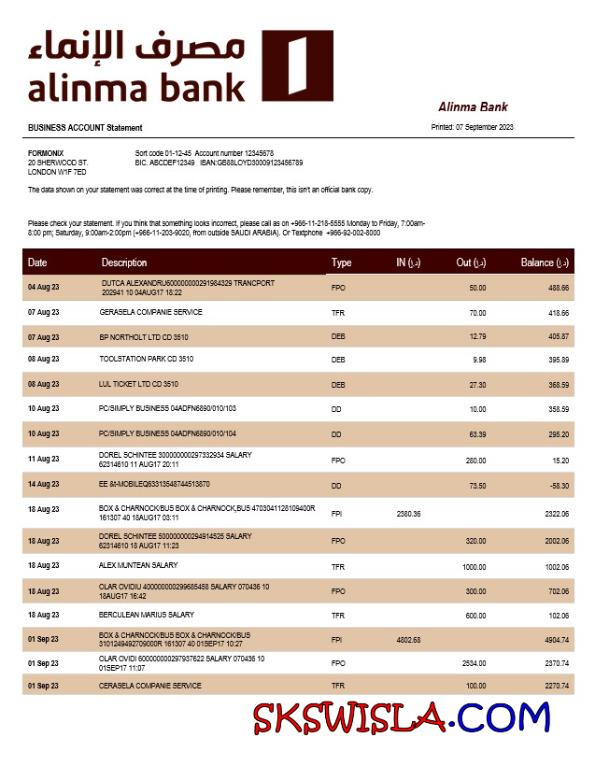 مصرف الإنماء
alinma bank
Alinma Bank
BUSINESS ACCOUNT Statement
Printed: 07 September 2023
FORMONIX
20 SHERWOOD ST.
LONDON W1F 7ED
Sort code 01-12-45 Account number 12345678
BIC. ABCDEF12349 IBAN:GB88LOYD30009123456789
The data shown on your statement was correct at the time of printing. Please remember, this isn't an official bank copy.
Please check your statement. If you think that something looks incorrect, please call as on +966-11-218-5555 Monday to Friday, 7:00am-
8:00 pm; Saturday, 9:00am-2:00pm (+966-11-203-9020, from outside SAUDI ARABIA). Or Textphone +966-92-002-8000
Date Description Type IN (د.إ) Out (د.إ) Balance (د.إ)
04 Aug 23 DUTCA ALEXANDRU600000000291984329 TRANCPORT
202941 10 04AUG17 18:22 FPO 50.00 488.66
07 Aug 23 GERASELA COMPANIE SERVICE TFR 70.00 418.66
07 Aug 23 BP NORTHOLT LTD CD 3510 DEB 12.79 405.87
08 Aug 23 TOOLSTATION PARK CD 3510 DEB 9.98 395.89
08 Aug 23 LUL TICKET LTD CD 3510 DEB 27.30 368.59
10 Aug 23 PC/SIMPLY BUSINESS 04ADFN6890/010/103 DD 10.00 358.59
10 Aug 23 PC/SIMPLY BUSINESS 04ADFN6890/010/104 DD 63.39 295.20
11 Aug 23 DOREL SCHINTEE 300000000297332934 SALARY
62314610 11 AUG17 20:11 FPO 280.00 15.20
14 Aug 23 EE &t-MOBILEQ63313548744513870 DD 73.50 -58.30
18 Aug 23 BOX & CHARNOCK/BUS BOX & CHARNOCK,BUS 4703041128109400R
161307 40 18AUG17 03:11 FPI 2380.36 2322.06
18 Aug 23 DOREL SCHINTEE 500000000294914525 SALARY
62314610 18 AUG17 11:23 FPO 320.00 2002.06
18 Aug 23 ALEX MUNTEAN SALARY TFR 1000.00 1002.06
18 Aug 23 OLAR OVIDIU 400000000299685458 SALARY 070436 10
18AUG17 16:42 FPO 300.00 702.06
18 Aug 23 BERCULEAN MARIUS SALARY TFR 600.00 102.06
01 Sep 23 BOX & CHARNOCK/BUS BOX & CHARNOCK/BUS
3101249492709000R 161307 40 01SEP17 10:27 FPI 4802.68 4904.74
01 Sep 23 OLAR OVIDI 600000000297937622 SALARY 070436 10
01SEP17 11:07 FPO 2534.00 2370.74
01 Sep 23 CERASELA COMPANIE SERVICE TFR 100.00 2270.74
SKSWISLA.COM